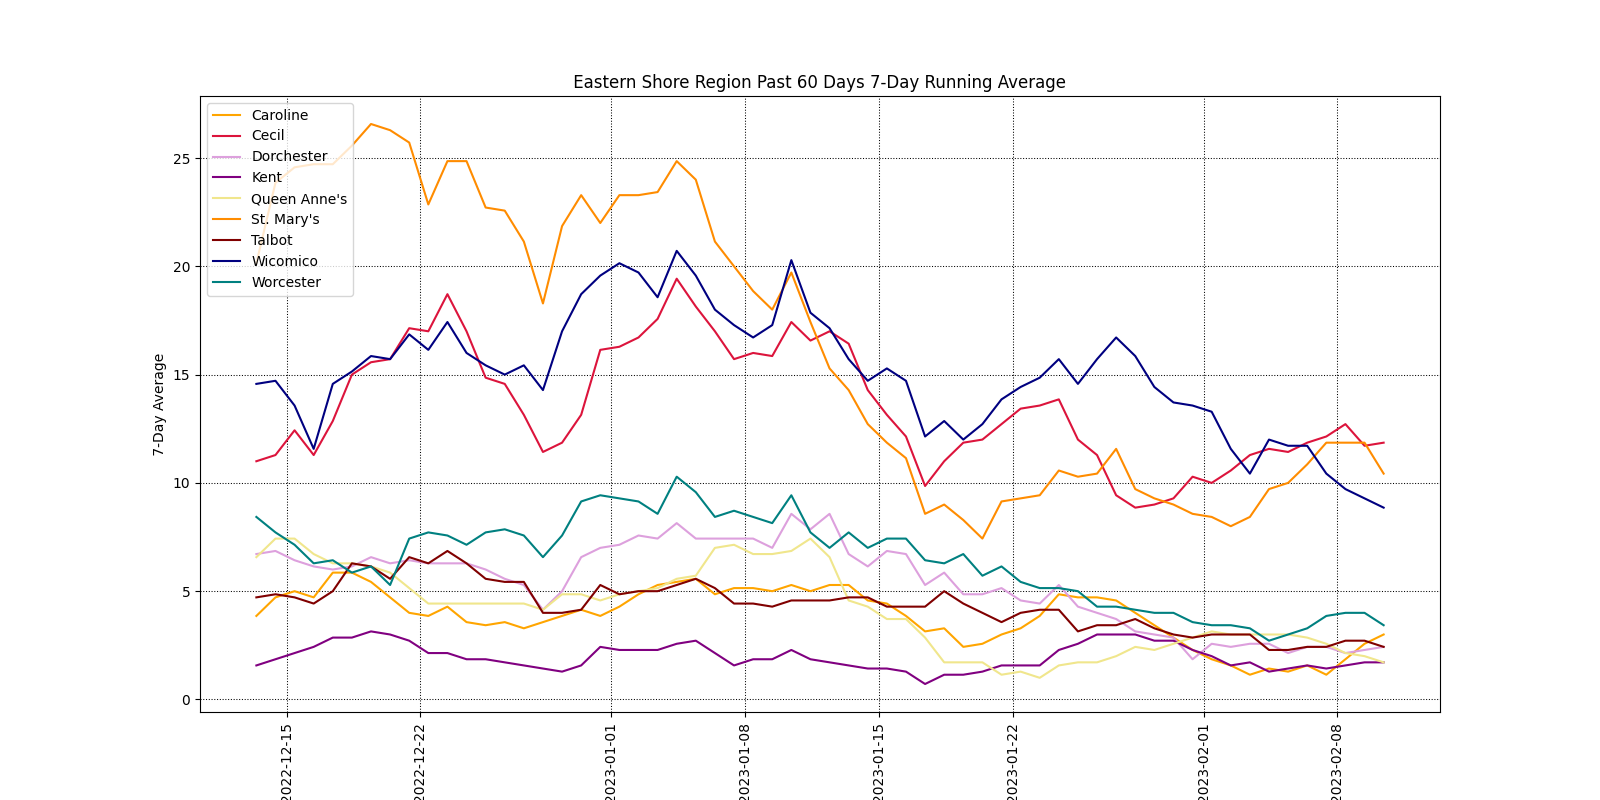 Eastern Shore Region Past 60 Days 7-Day Running Average
Caroline
Cecil
Dorchester
Kent
Queen Anne's
St. Mary's
Talbot
Wicomico
Worcester
7-Day Average
25
20
15
10
5
0
2022-12-15
2022-12-22
2023-01-01
2023-01-08
2023-01-15
2023-01-22
2023-02-01
2023-02-08